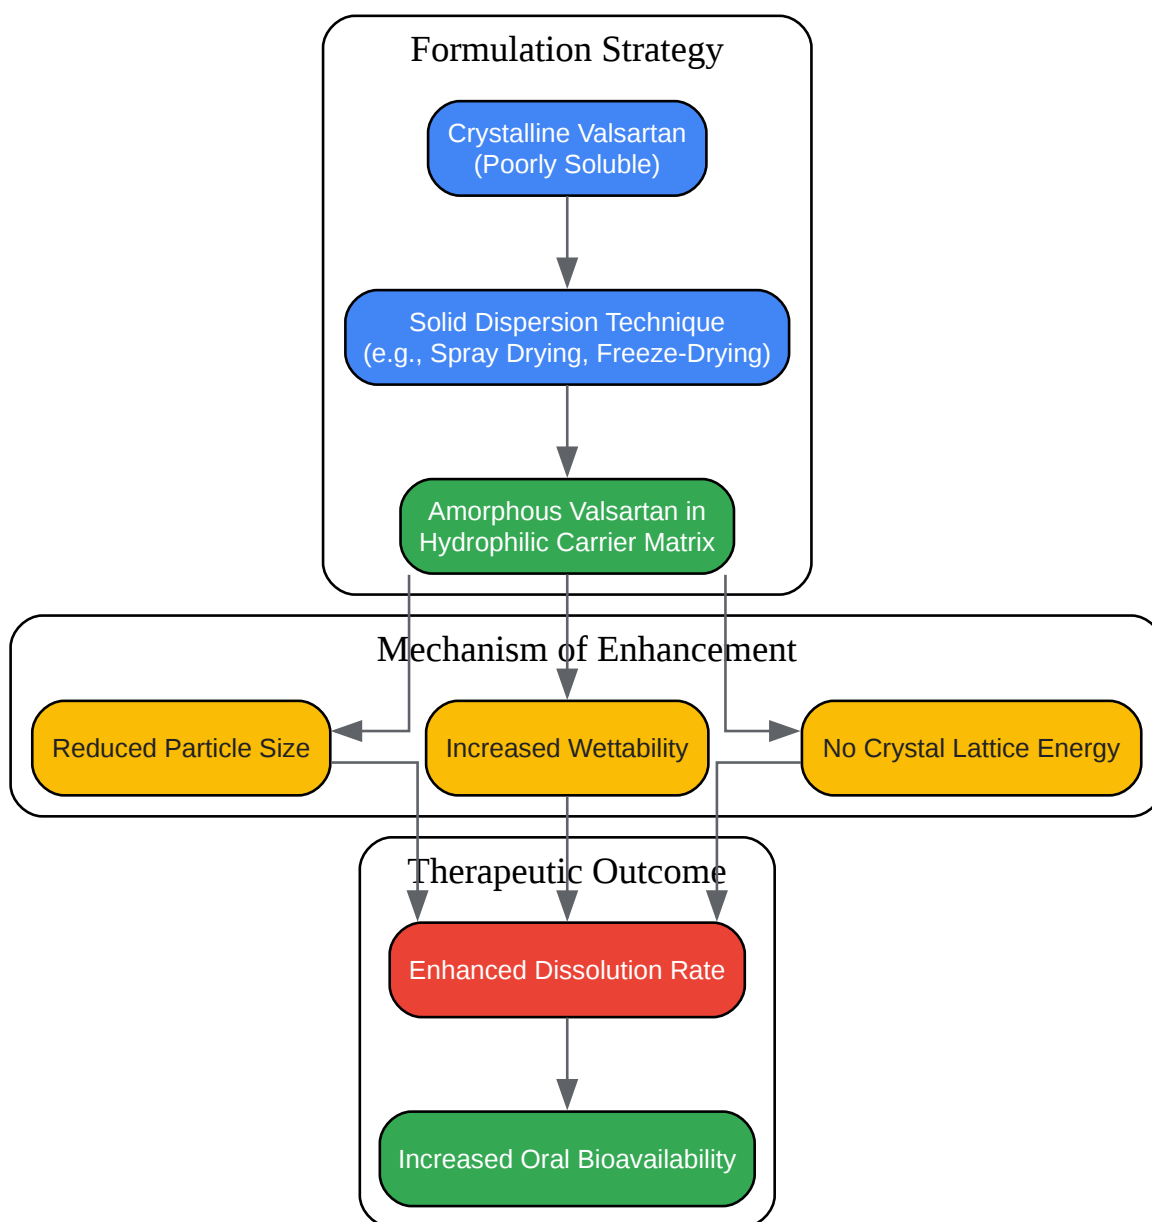 Formulation Strategy
Crystalline Valsartan
(Poorly Soluble)
Solid Dispersion Technique
(e.g., Spray Drying, Freeze-Drying)
Amorphous Valsartan in
Hydrophilic Carrier Matrix
Mechanism of Enhancement
Reduced Particle Size
Increased Wettability
No Crystal Lattice Energy
Therapeutic Outcome
Enhanced Dissolution Rate
Increased Oral Bioavailability